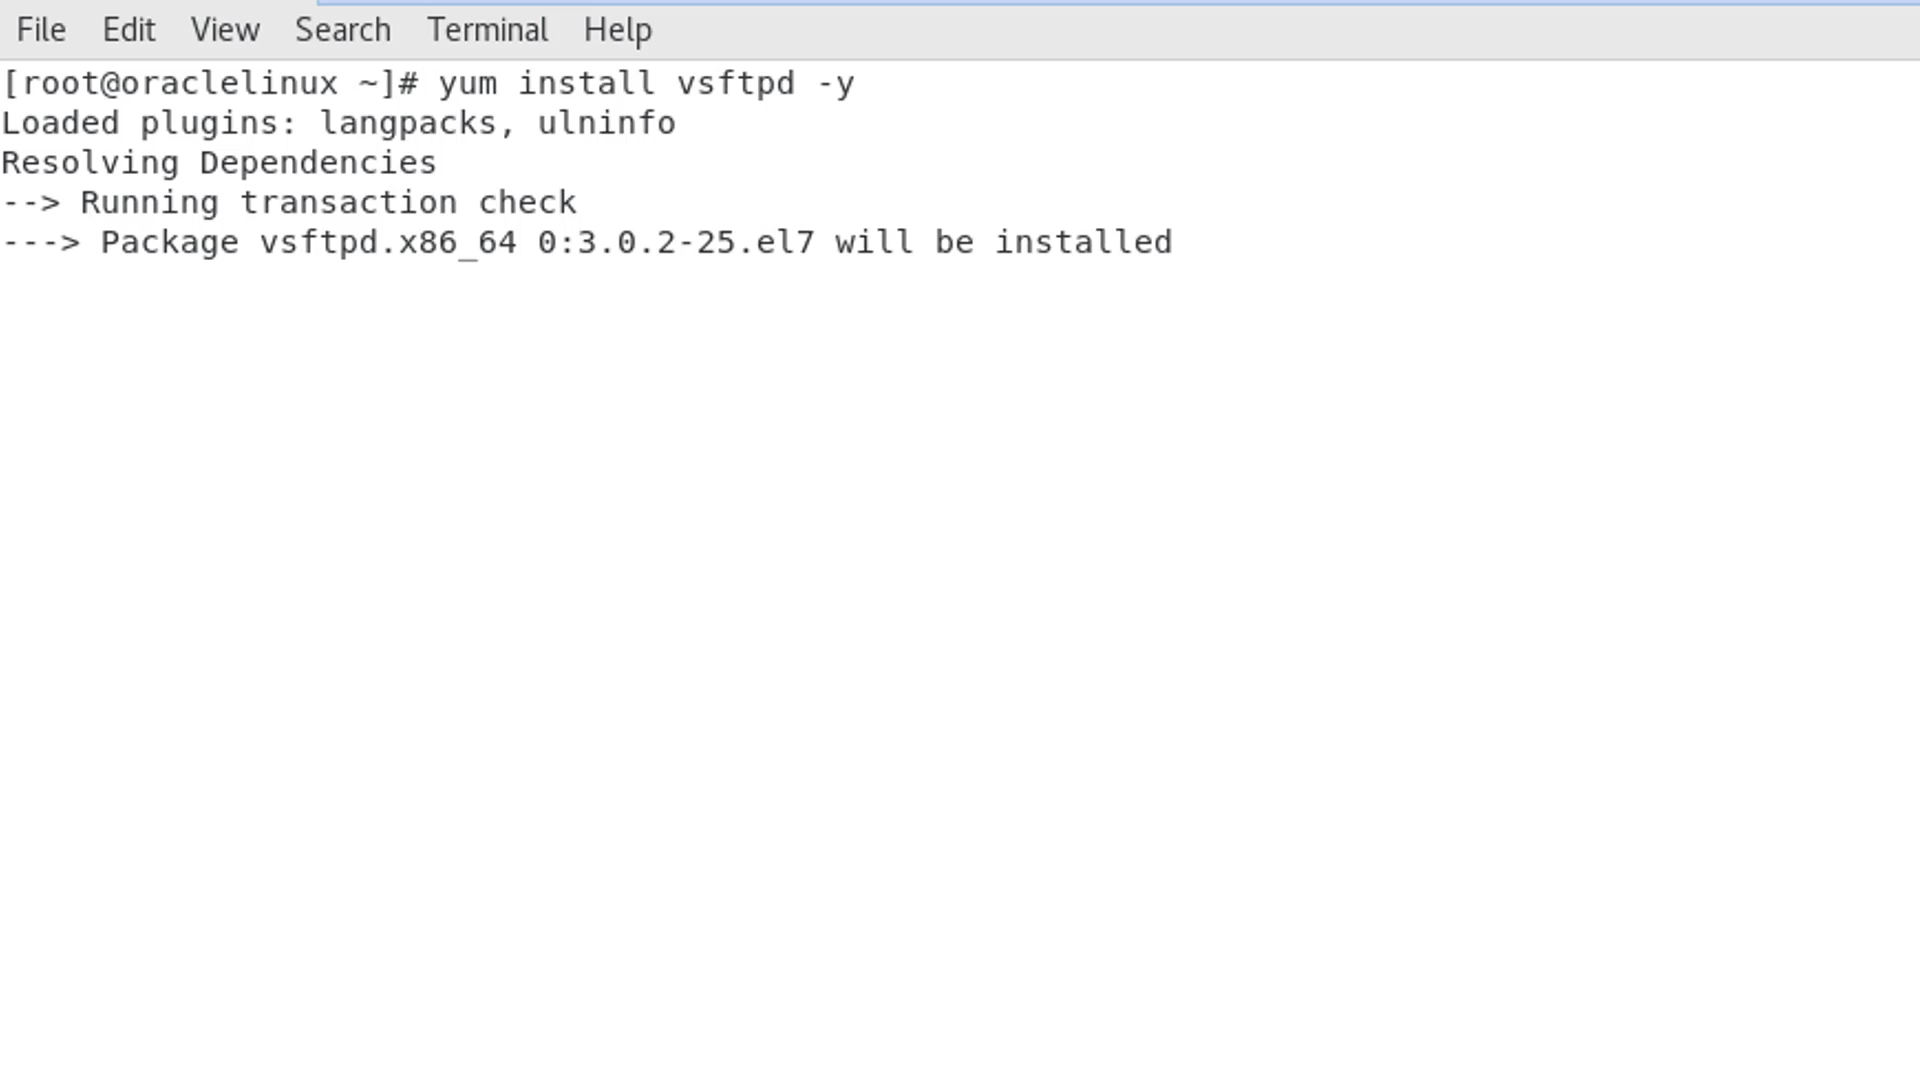 File Edit View Search Terminal Help
[root@oraclelinux ~]# yum install vsftpd -y
Loaded plugins: langpacks, ulninfo
Resolving Dependencies
--> Running transaction check
---> Package vsftpd.x86_64 0:3.0.2-25.el7 will be installed